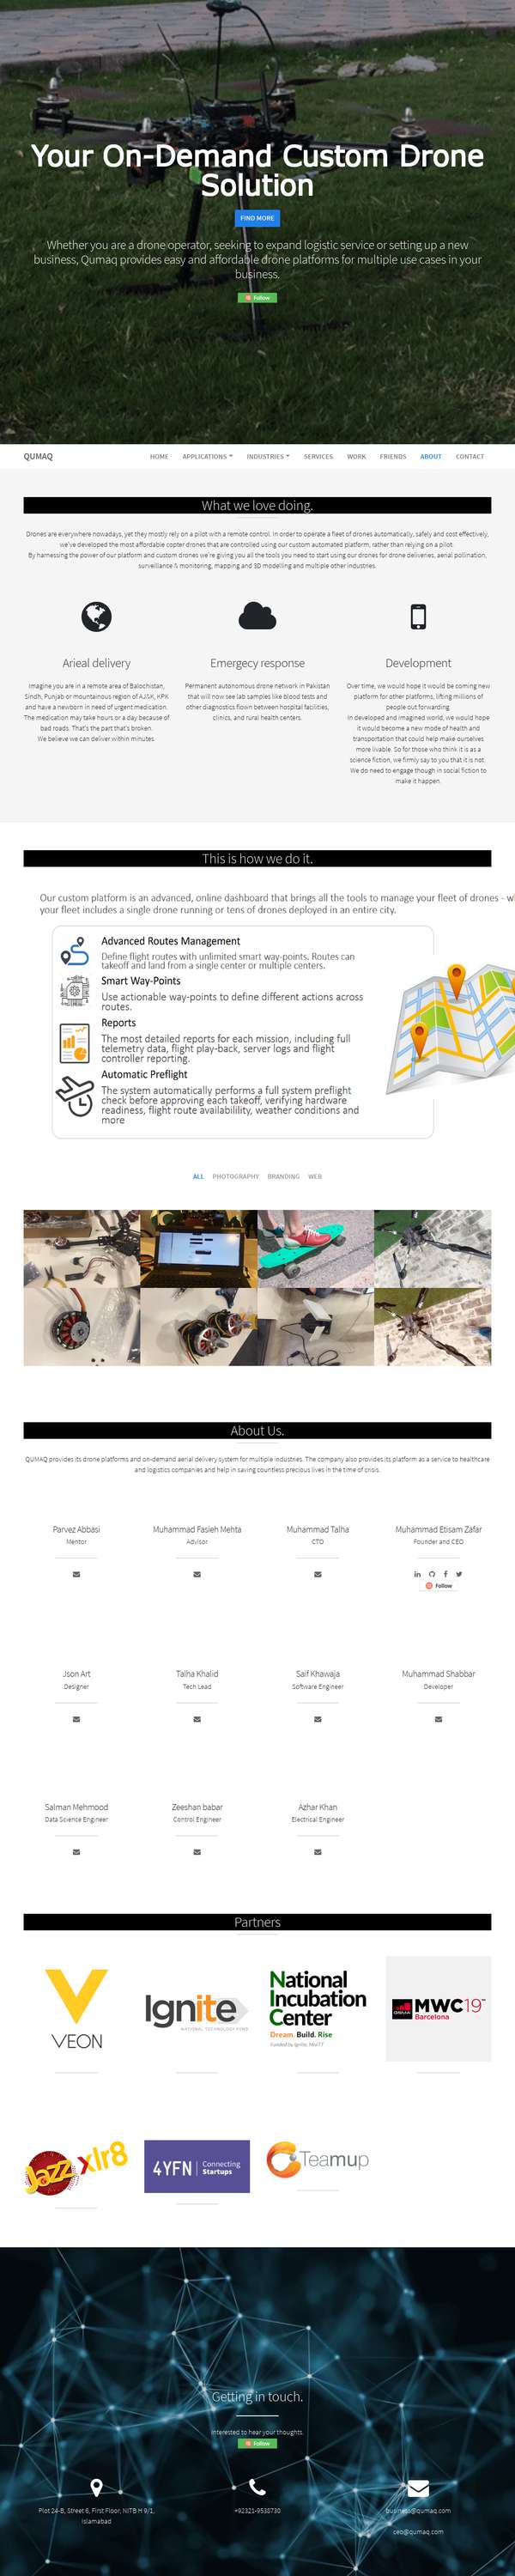 Your On-Demand Custom Drone
Solution
FIND MORE
Whether you are a drone operator, seeking to expand logistic service or setting up a new
business, Qumaq provides easy and affordable drone platforms for multiple use cases in your
business.
Follow
QUMAQ
HOME APPLICATIONS INDUSTRIES SERVICES WORK FRIENDS ABOUT CONTACT
What we love doing.
Drones are everywhere nowadays, yet they mostly rely on a pilot with a remote control. In order to operate a fleet of drones automatically, safely and cost effectively,
we've developed the most affordable copter drones that are controlled using our custom automated platform, rather than relying on a pilot.
By harnessing the power of our platform and custom drones we're giving you all the tools you need to start using our drones for drone deliveries, aerial pollination,
surveillance & monitoring, mapping and 3D modelling and multiple other industries.
Arieal delivery
Imagine you are in a remote area of Balochistan,
Sindh, Punjab or mountainous region of AJ&K, KPK
and have a newborn in need of urgent medication.
The medication may take hours or a day because of
bad roads. That's the part that's broken.
We believe we can deliver within minutes.
Emergecy response
Permanent autonomous drone network in Pakistan
that will now see lab samples like blood tests and
other diagnostics flown between hospital facilities,
clinics, and rural health centers.
Development
Over time, we would hope it would be coming new
platform for other platforms, lifting millions of
people out forwarding.
In developed and imagined world, we would hope
it would become a new mode of health and
transportation that could help make ourselves
more livable. So for those who think it is as a
science fiction, we firmly say to you that it is not.
We do need to engage though in social fiction to
make it happen.
This is how we do it.
Our custom platform is an advanced, online dashboard that brings all the tools to manage your fleet of drones - w
your fleet includes a single drone running or tens of drones deployed in an entire city.
Advanced Routes Management
Define flight routes with unlimited smart way-points. Routes can
takeoff and land from a single center or multiple centers.
Smart Way-Points
Use actionable way-points to define different actions across
routes.
Reports
The most detailed reports for each mission, including full
telemetry data, flight play-back, server logs and flight
controller reporting.
Automatic Preflight
The system automatically performs a full system preflight
check before approving each takeoff, verifying hardware
readiness, flight route availalility, weather conditions and
more
ALL PHOTOGRAPHY BRANDING WEB
About Us.
QUMAQ provides its drone platforms and on-demand aerial delivery system for multiple industries. The company also provides its platform as a service to healthcare
and logistics companies and help in saving countless precious lives in the time of crisis.
Parvez Abbasi
Mentor
Muhammad Fasieh Mehta
Advisor
Muhammad Talha
CTO
Muhammad Etisam Zafar
Founder and CEO
Follow
Json Art
Designer
Talha Khalid
Tech Lead
Saif Khawaja
Software Engineer
Muhammad Shabbar
Developer
Salman Mehmood
Data Science Engineer
Zeeshan babar
Control Engineer
Azhar Khan
Electrical Engineer
Partners
VEON
Ignite
NATIONAL TECHNOLOGY FUND
National
Incubation
Center
Dream. Build. Rise
Funded by Ignite, MoITT
GSMA MWC19
Barcelona
Jazz xlr8
4YFN Connecting
Startups
Teamup
Getting in touch.
Interested to hear your thoughts.
Follow
Plot 24-B, Street 6, First Floor, NITB H 9/1,
Islamabad
+92321-9538730
business@qumaq.com
ceo@qumaq.com